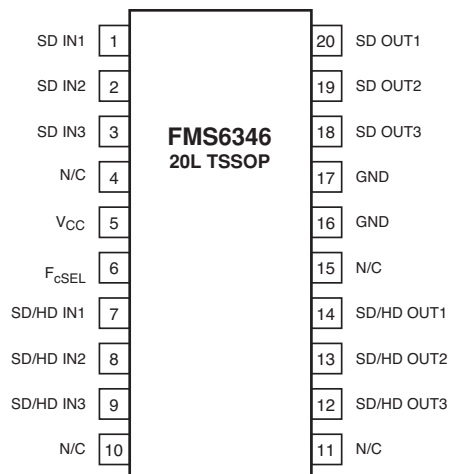 SD IN1 1 20 SD OUT1
SD IN2 2 19 SD OUT2
SD IN3 3 18 SD OUT3
FMS6346
20L TSSOP
N/C 4 17 GND
VCC 5 16 GND
FcSEL 6 15 N/C
SD/HD IN1 7 14 SD/HD OUT1
SD/HD IN2 8 13 SD/HD OUT2
SD/HD IN3 9 12 SD/HD OUT3
N/C 10 11 N/C